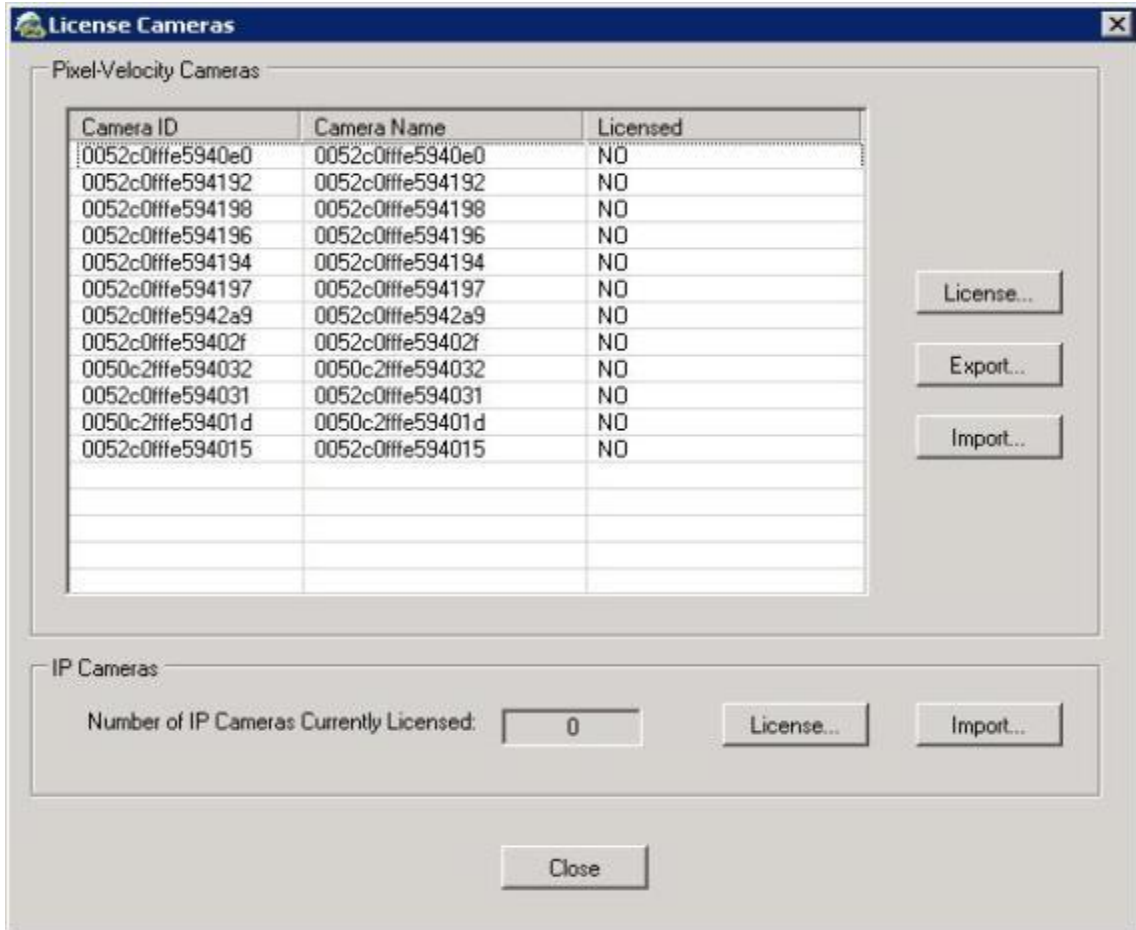 License Cameras
Pixel-Velocity Cameras
Camera ID Camera Name Licensed
0052c0fffe5940e0 0052c0fffe5940e0 NO
0052c0fffe594192 0052c0fffe594192 NO
0052c0fffe594198 0052c0fffe594198 NO
0052c0fffe594196 0052c0fffe594196 NO
0052c0fffe594194 0052c0fffe594194 NO
0052c0fffe594197 0052c0fffe594197 NO
0052c0fffe5942a9 0052c0fffe5942a9 NO
0052c0fffe59402f 0052c0fffe59402f NO
0050c2fffe594032 0050c2fffe594032 NO
0052c0fffe594031 0052c0fffe594031 NO
0050c2fffe59401d 0050c2fffe59401d NO
0052c0fffe594015 0052c0fffe594015 NO
License...
Export...
Import...
IP Cameras
Number of IP Cameras Currently Licensed: 0 License... Import...
Close